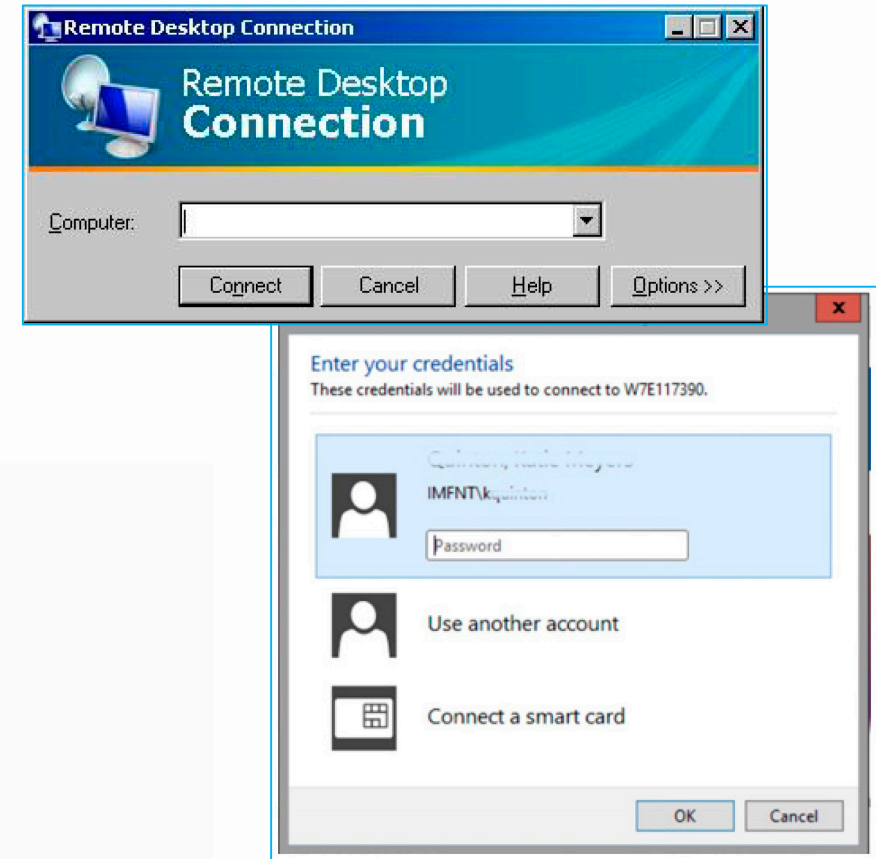 Remote Desktop Connection
Remote Desktop
Connection
Computer:
Connect Cancel Help Options >>
x
Enter your credentials
These credentials will be used to connect to W7E117390.
Password
Use another account
Connect a smart card
OK Cancel